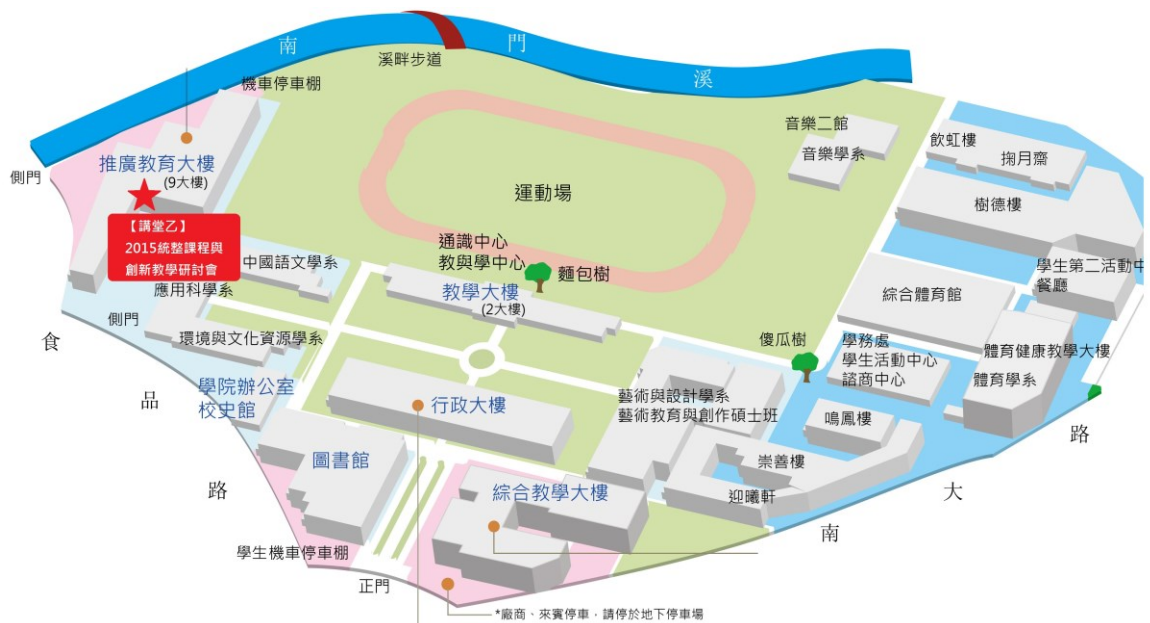 南門溪
溪畔步道
機車停車棚
側門
推廣教育大樓
(9大樓)
【講堂乙】
2015統整課程與
創新教學研討會
音樂二館
音樂學系
飲虹樓
掬月齋
樹德樓
運動場
通識中心
教與學中心
麵包樹
教學大樓
(2大樓)
中國語文學系
應用科學系
側門
環境與文化資源學系
學生第二活動中
餐廳
綜合體育館
傻瓜樹
學務處
學生活動中心
諮商中心
體育健康教學大樓
體育學系
學院辦公室
校史館
行政大樓
藝術與設計學系
藝術教育與創作碩士班
鳴鳳樓
崇善樓
迎曦軒
圖書館
綜合教學大樓
學生機車停車棚
正門
食品路
南大路
*廠商、來賓停車，請停於地下停車場